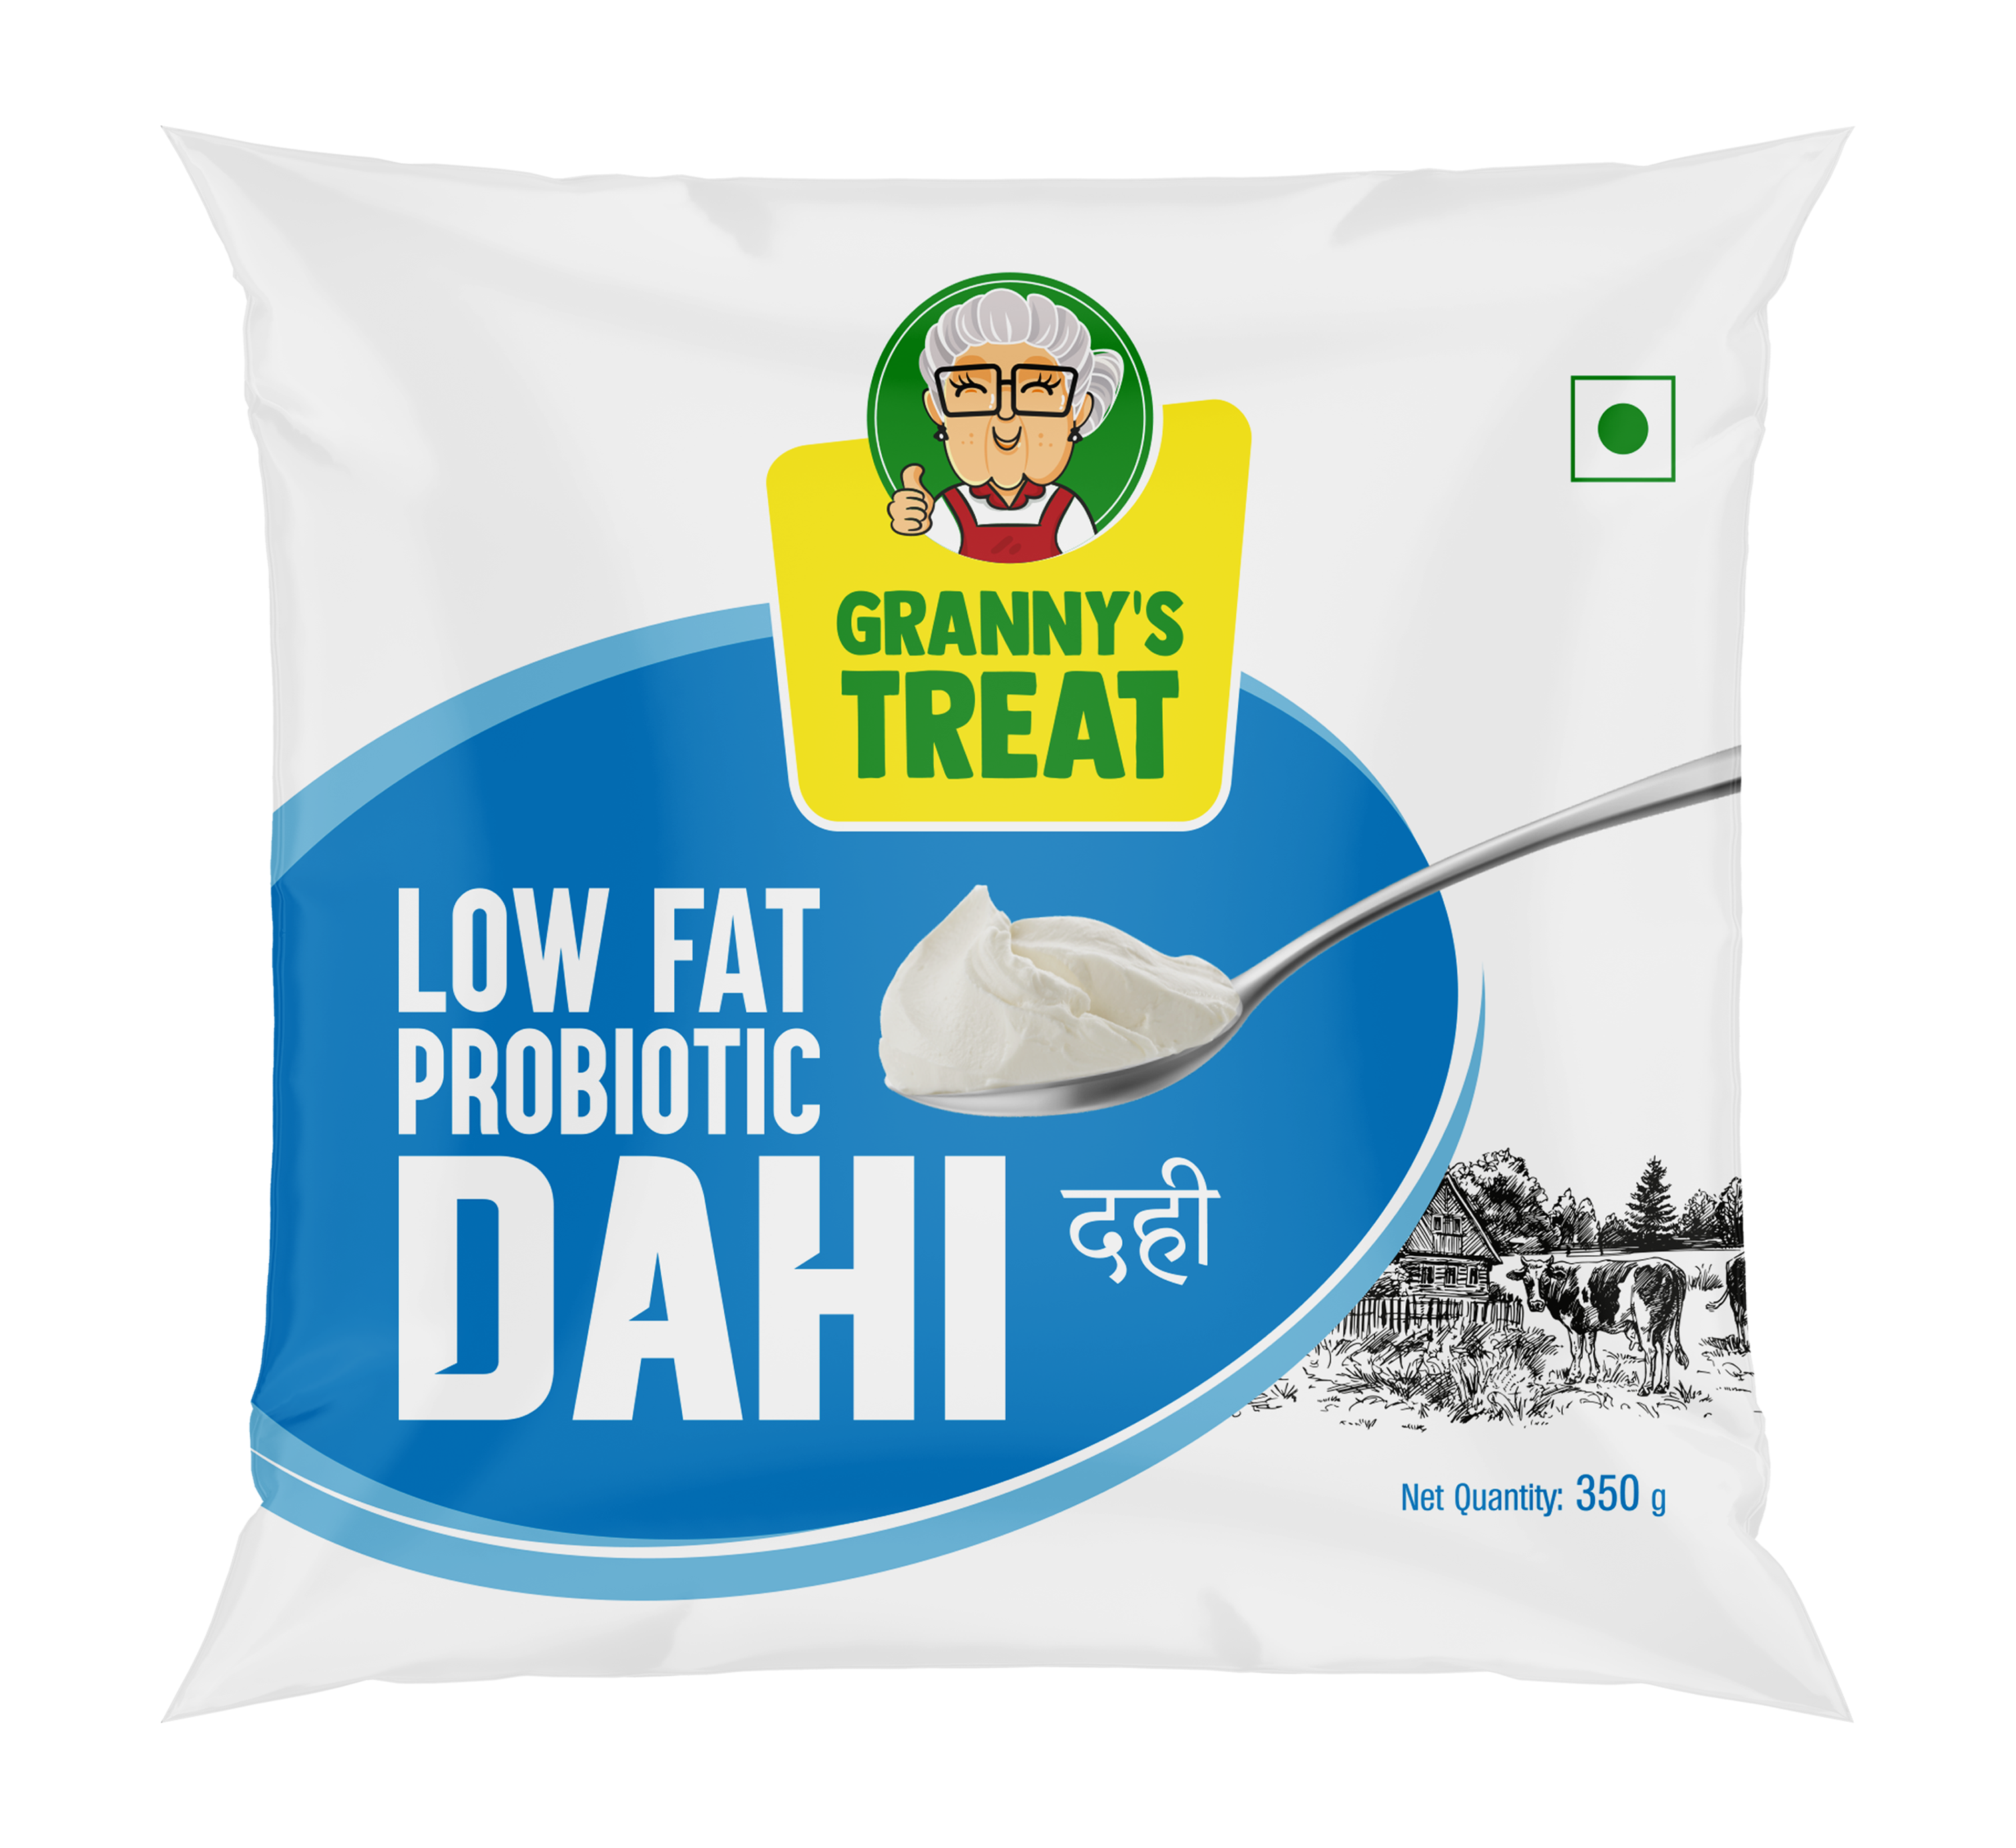 GRANNY'S
TREAT
LOW FAT
PROBIOTIC
DAHI दही
Net Quantity: 350 g